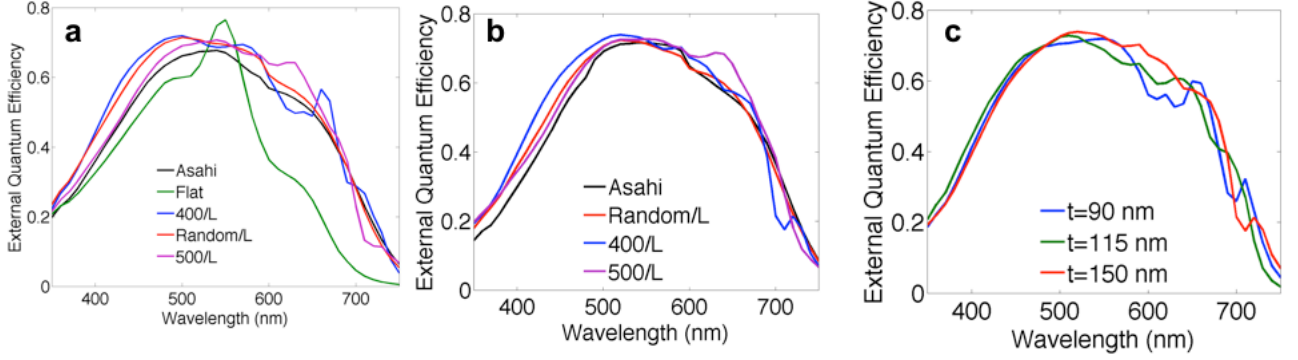 a
External Quantum Efficiency
0.8
0.6
0.4
0.2
0
Asahi
Flat
400/L
Random/L
500/L
400 500 600 700
Wavelength (nm)
b
External Quantum Efficiency
0.8
0.6
0.4
0.2
0
Asahi
Random/L
400/L
500/L
400 500 600 700
Wavelength (nm)
c
External Quantum Efficiency
0.8
0.6
0.4
0.2
0
t=90 nm
t=115 nm
t=150 nm
400 500 600 700
Wavelength (nm)